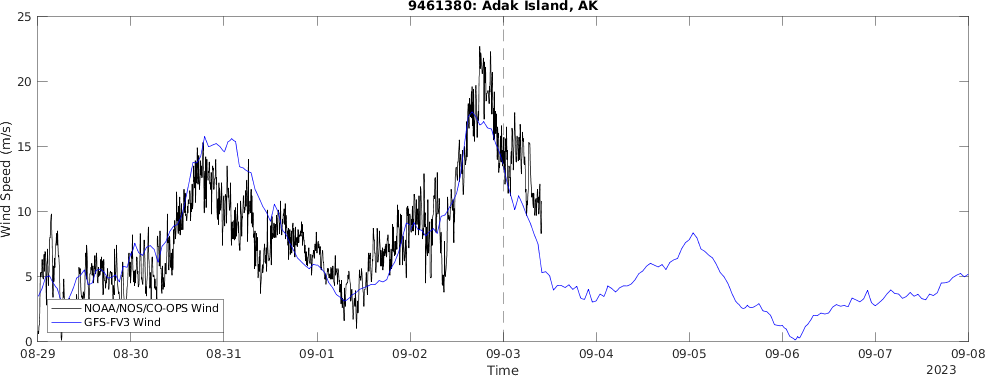 9461380: Adak Island, AK
25
20
15
10
5
0
Wind Speed (m/s)
NOAA/NOS/CO-OPS Wind
GFS-FV3 Wind
08-29 08-30 08-31 09-01 09-02 09-03 09-04 09-05 09-06 09-07 09-08
Time
2023